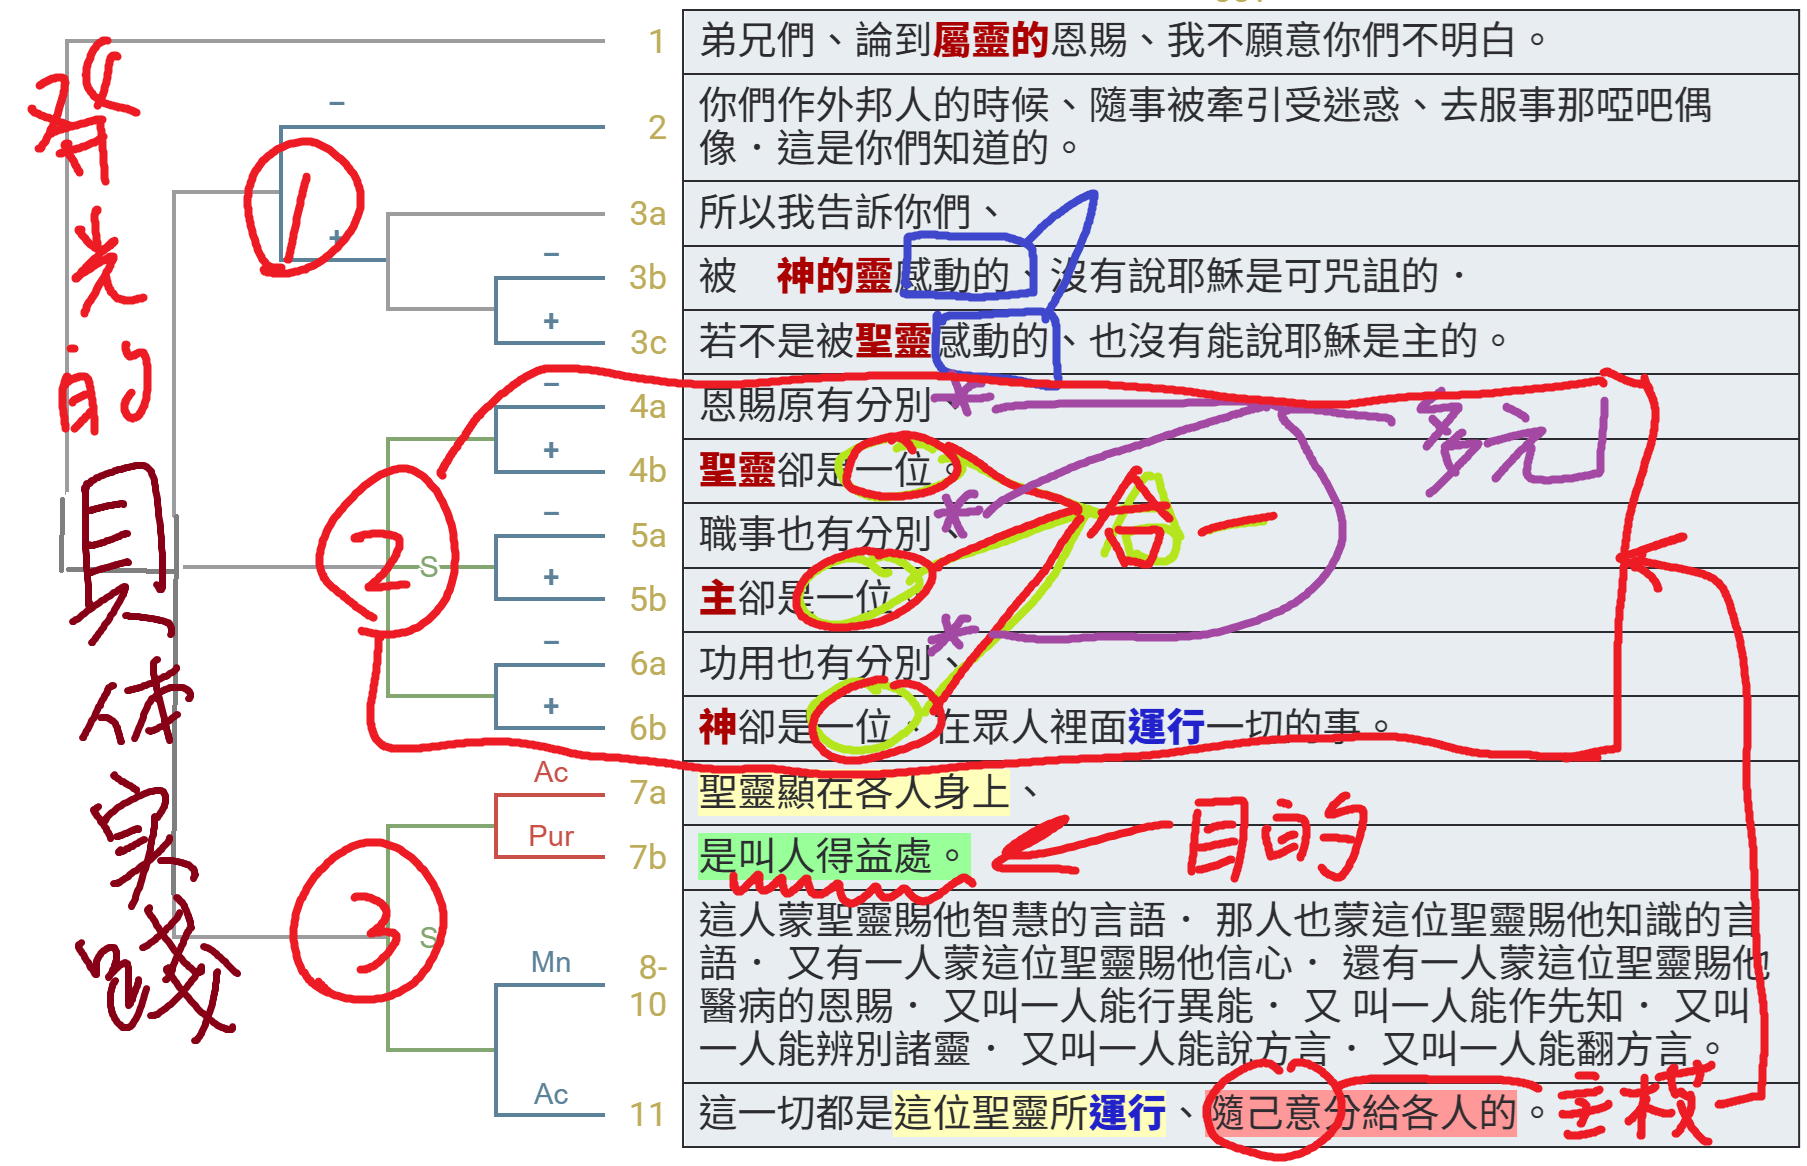 1 弟兄們、論到屬靈的恩賜、我不願意你們不明白。
－
2 你們作外邦人的時候、隨事被牽引受迷惑、去服事那啞吧偶
像．這是你們知道的。
1
+
3a 所以我告訴你們、
－
3b 被　神的靈感動的、沒有說耶穌是可咒詛的．
+
3c 若不是被聖靈感動的、也沒有能說耶穌是主的。
－
4a 恩賜原有分別、
多元
+
4b 聖靈卻是一位。
－
5a 職事也有分別、
合一
2
S
+
5b 主卻是一位。
－
6a 功用也有分別、
+
6b 神卻是一位．在眾人裡面運行一切的事。
Ac
7a 聖靈顯在各人身上、
Pur
7b 是叫人得益處。
目的
3
S
Mn
8-
10
這人蒙聖靈賜他智慧的言語． 那人也蒙這位聖靈賜他知識的言
語． 又有一人蒙這位聖靈賜他信心． 還有一人蒙這位聖靈賜他
醫病的恩賜． 又叫一人能行異能． 又 叫一人能作先知． 又叫
一人能辨別諸靈． 又叫一人能說方言． 又叫一人能翻方言。
Ac
11 這一切都是這位聖靈所運行、隨己意分給各人的。
主權
的
具体实踐